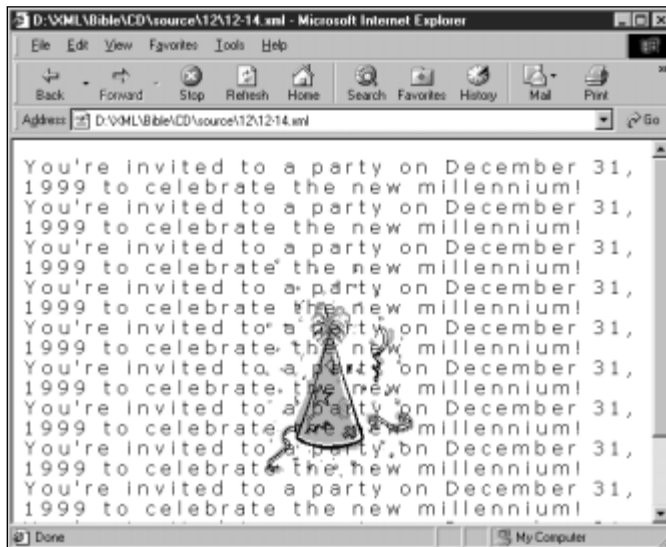 D:\XML\Bible\CD\source\12\12-14.xml - Microsoft Internet Explorer
File Edit View Favorites Tools Help
Back Forward Stop Refresh Home Search Favorites History Mail Print
Address D:\XML\Bible\CD\source\12\12-14.xml Go
You're invited to a party on December 31,
1999 to celebrate the new millennium!
You're invited to a party on December 31,
1999 to celebrate the new millennium!
You're invited to a party on December 31,
1999 to celebrate the new millennium!
You're invited to a party on December 31,
1999 to celebrate the new millennium!
You're invited to a party on December 31,
1999 to celebrate the new millennium!
You're invited to a party on December 31,
1999 to celebrate the new millennium!
You're invited to a party on December 31,
1999 to celebrate the new millennium!
You're invited to a party on December 31,
1999 to celebrate the new millennium!
You're invited to a party on December 31,
1999 to celebrate the new millennium!
Done My Computer